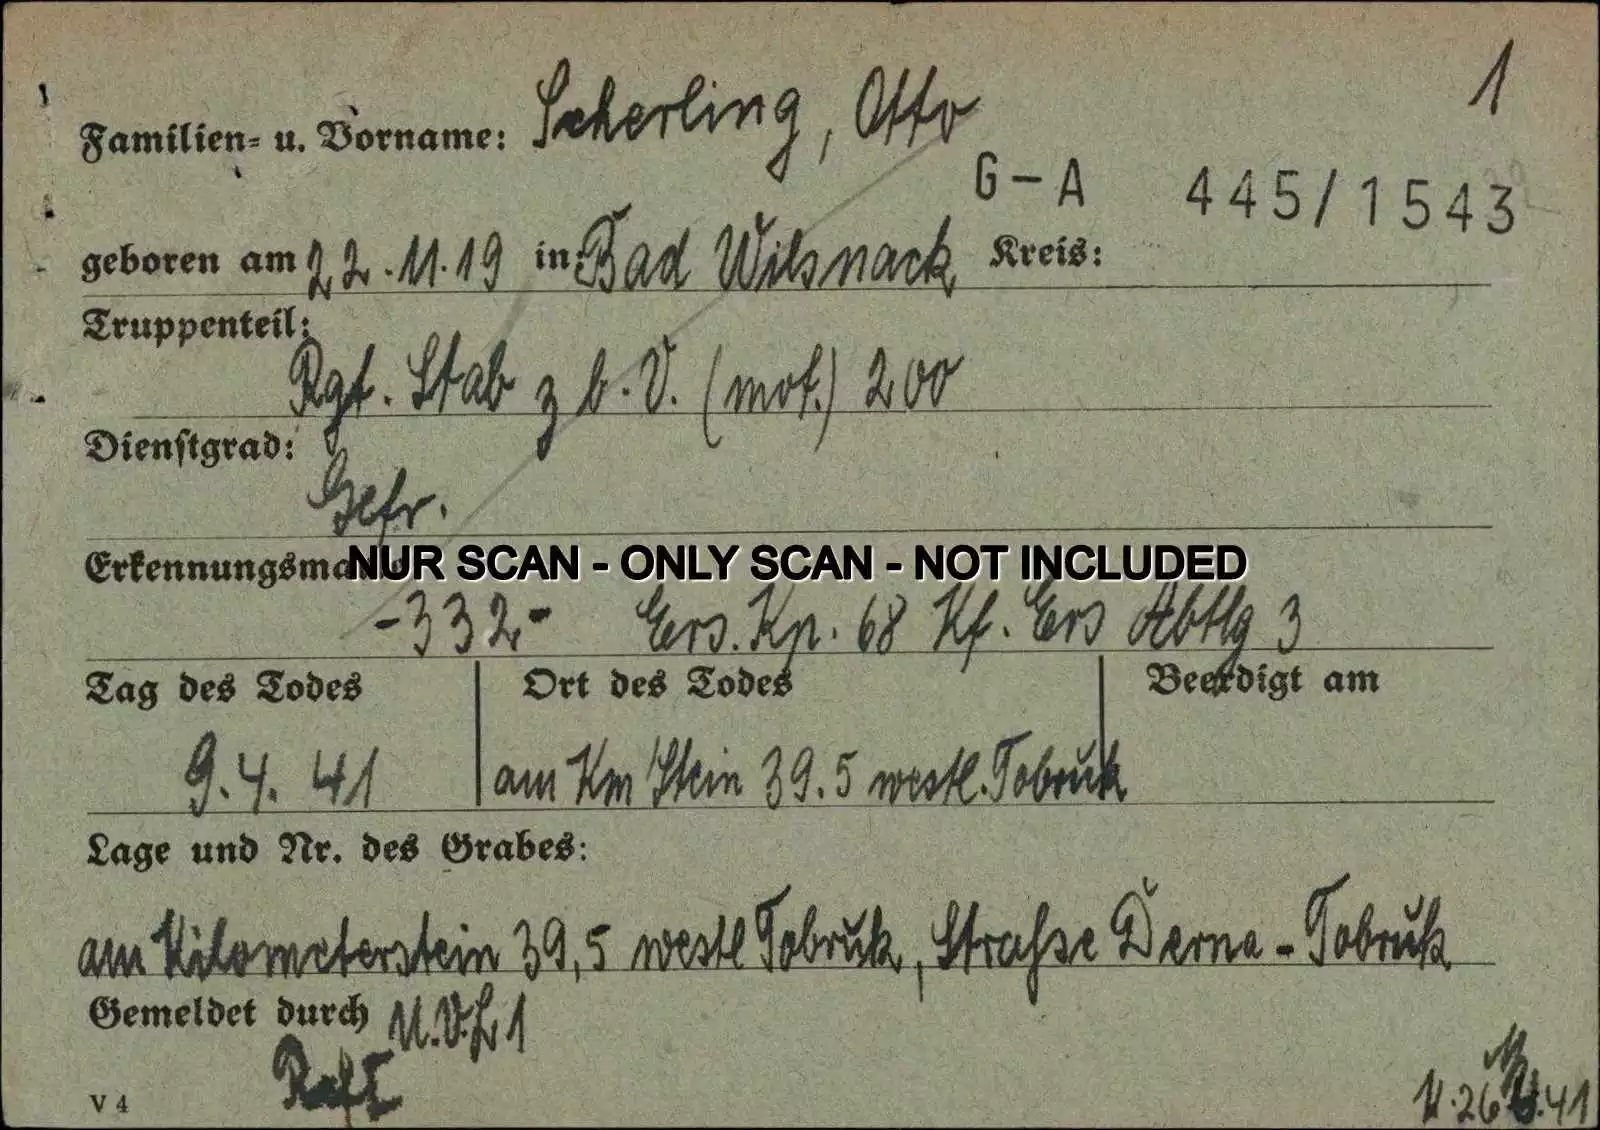 1
Familien- u. Vorname: Scherling, Otto
G-A 445/1543
geboren am 22.11.19 in: Bad Wilsnack Kreis:
Truppenteil:
Rgt. Stab z b. V. (mot.) 200
Dienstgrad:
Gefr.
NUR SCAN - ONLY SCAN - NOT INCLUDED
-332- Ers. Kp. 68 Kf. Ers Abtlg 3
Tag des Todes Ort des Todes Beerdigt am
9.4.41 am Km Stein 39.5 westl. Tobruk
Lage und Nr. des Grabes:
am Kilometerstein 39,5 westl Tobruk, Strasse Derna - Tobruk
Gemeldet durch
V 4